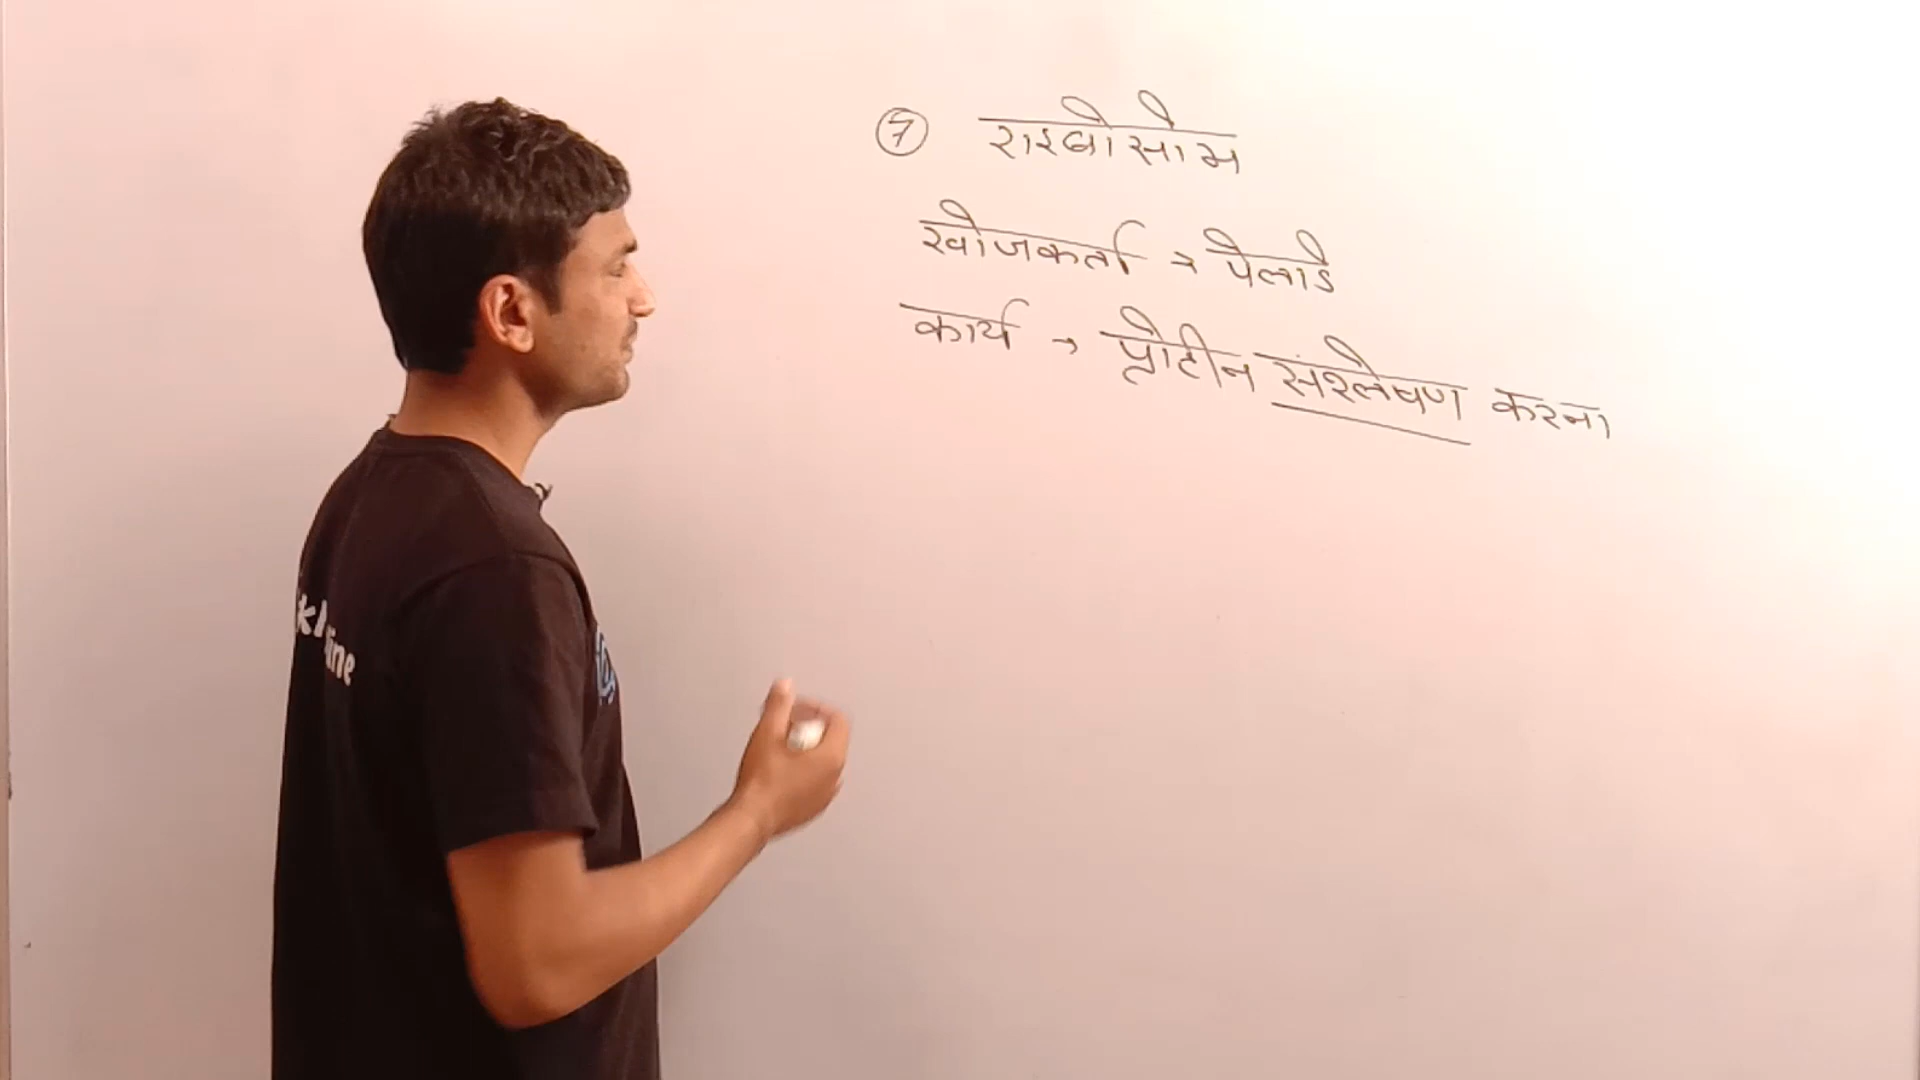 ⑦ राइबोसोम
खोजकर्ता → पैलाडे
कार्य → प्रोटीन संश्लेषण करना